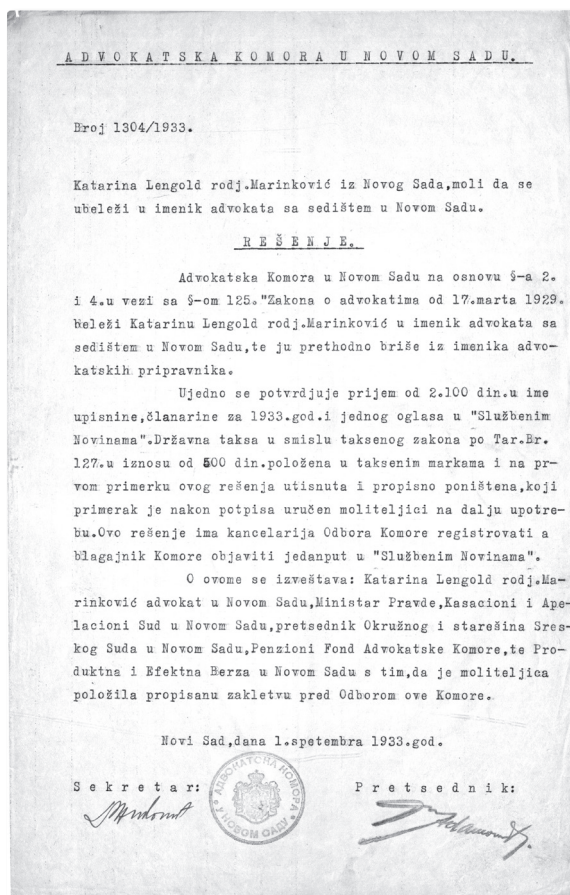 ADVOKATSKA KOMORA U NOVOM SADU.
Broj 1304/1933.
Katarina Lengold rodj.Marinković iz Novog Sada,moli da se
ubeleži u imenik advokata sa sedištem u Novom Sadu.
REŠENJE.
Advokatska Komora u Novom Sadu na osnovu §-a 2.
i 4.u vezi sa §-om 125."Zakona o advokatima od 17.marta 1929.
beleži Katarinu Lengold rodj.Marinković u imenik advokata sa
sedištem u Novom Sadu,te ju prethodno briše iz imenika advo-
katskih pripravnika.
Ujedno se potvrdjuje prijem od 2.100 din.u ime
upisnine,članarine za 1933.god.i jednog oglasa u "Službenim
Novinama".Državna taksa u smislu taksenog zakona po Tar.Br.
127.u iznosu od 500 din.položena u taksenim markama i na pr-
vom primerku ovog rešenja utisnuta i propisno poništena,koji
primerak je nakon potpisa uručen moliteljici na dalju upotre-
bu.Ovo rešenje ima kancelarija Odbora Komore registrovati a
blagajnik Komore objaviti jedanput u "Službenim Novinama".
O ovome se izveštava: Katarina Lengold rodj.Ma-
rinković advokat u Novom Sadu,Ministar Pravde,Kasacioni i Ape-
lacioni Sud u Novom Sadu,pretsednik Okružnog i starešina Sres-
kog Suda u Novom Sadu,Penzioni Fond Advokatske Komore,te Pro-
duktna i Efektna Berza u Novom Sadu s tim,da je moliteljica
položila propisanu zakletvu pred Odborom ove Komore.
Novi Sad,dana 1.spetembra 1933.god.
Sekretar: Pretsednik:
АДВОКАТСКА КОМОРА У НОВОМ САДУ